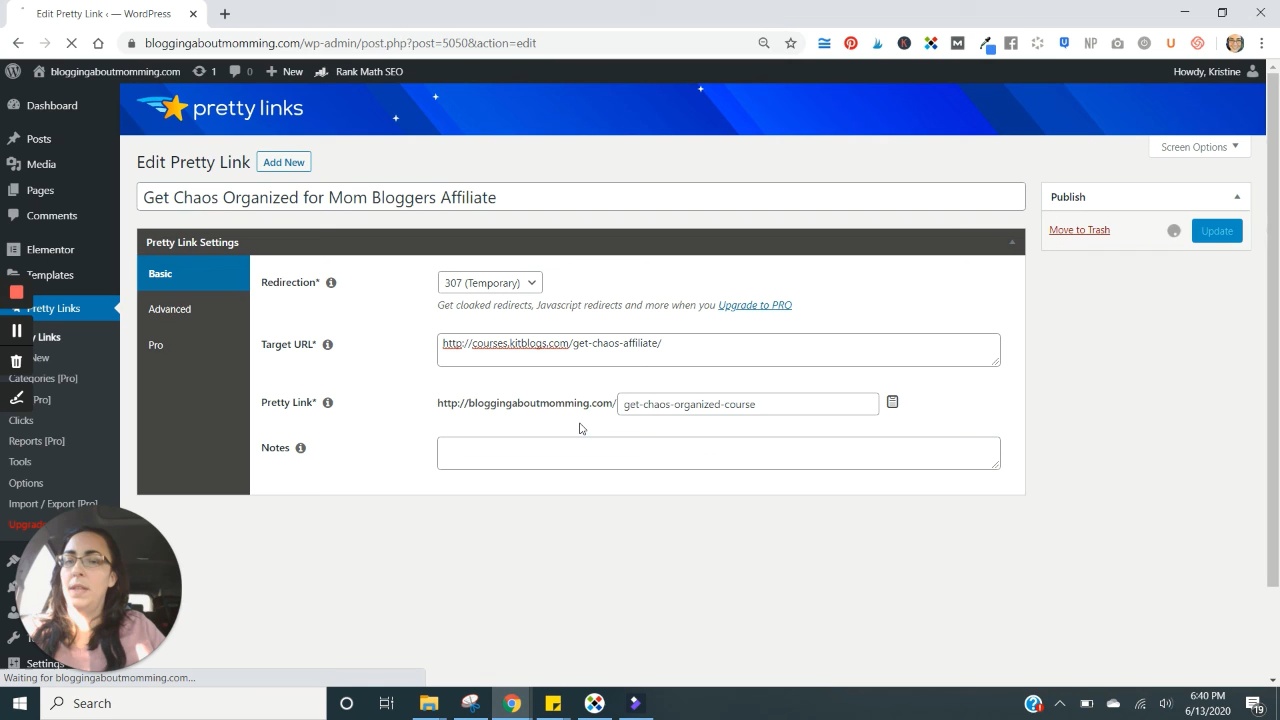 Edit Pretty Link ‹ — WordPress
bloggingaboutmomming.com/wp-admin/post.php?post=5050&action=edit
bloggingaboutmomming.com 1 0 New Rank Math SEO Howdy, Kristine
pretty links
Screen Options
Dashboard
Posts
Media
Pages
Comments
Elementor
Templates
Pretty Links
y Links
New
Categories [Pro]
[Pro]
Clicks
Reports [Pro]
Tools
Options
Import / Export [Pro]
Upgrad
Settings
Edit Pretty Link Add New
Get Chaos Organized for Mom Bloggers Affiliate
Pretty Link Settings
Basic
Advanced
Pro
Redirection* 307 (Temporary)
Get cloaked redirects, Javascript redirects and more when you Upgrade to PRO
Target URL* http://courses.kitblogs.com/get-chaos-affiliate/
Pretty Link* http://bloggingaboutmomming.com/ get-chaos-organized-course
Notes
Publish
Move to Trash Update
Waiting for bloggingaboutmomming.com...
Search
6:40 PM
6/13/2020
19